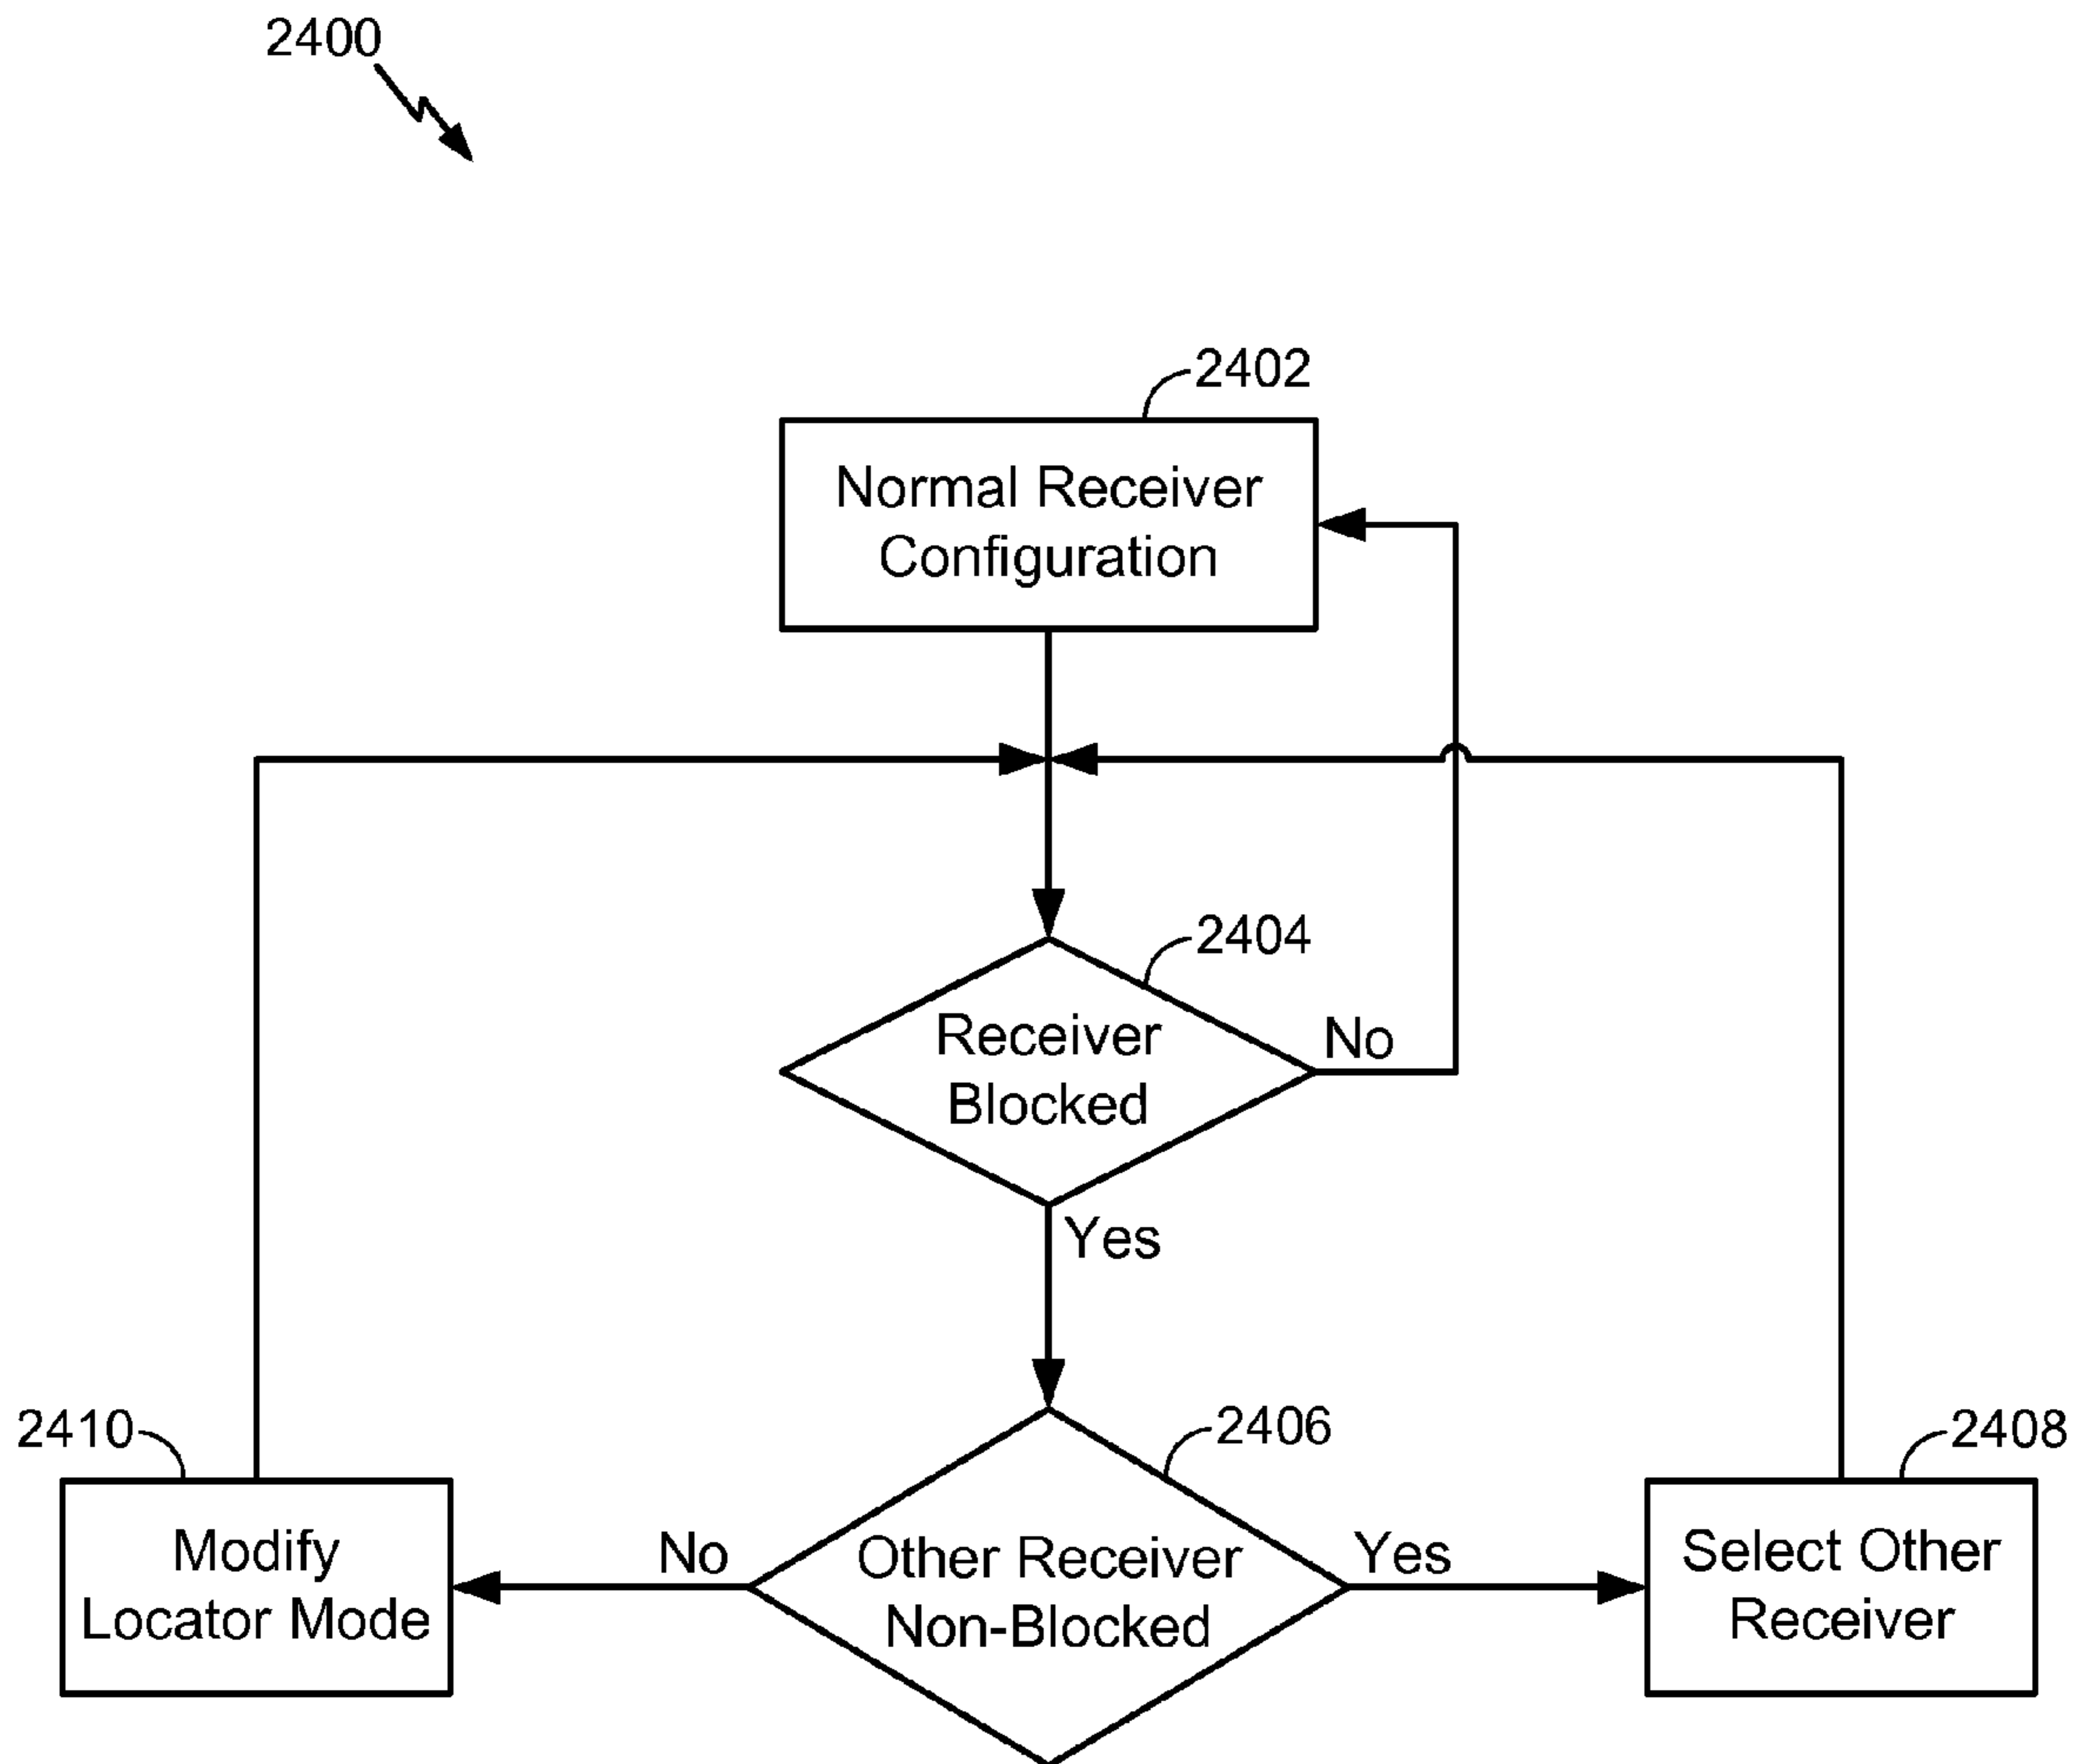 2400
2402
Normal Receiver
Configuration
2404
Receiver
Blocked
No
Yes
2410
2406
2408
Modify
Locator Mode
No
Other Receiver
Non-Blocked
Yes
Select Other
Receiver